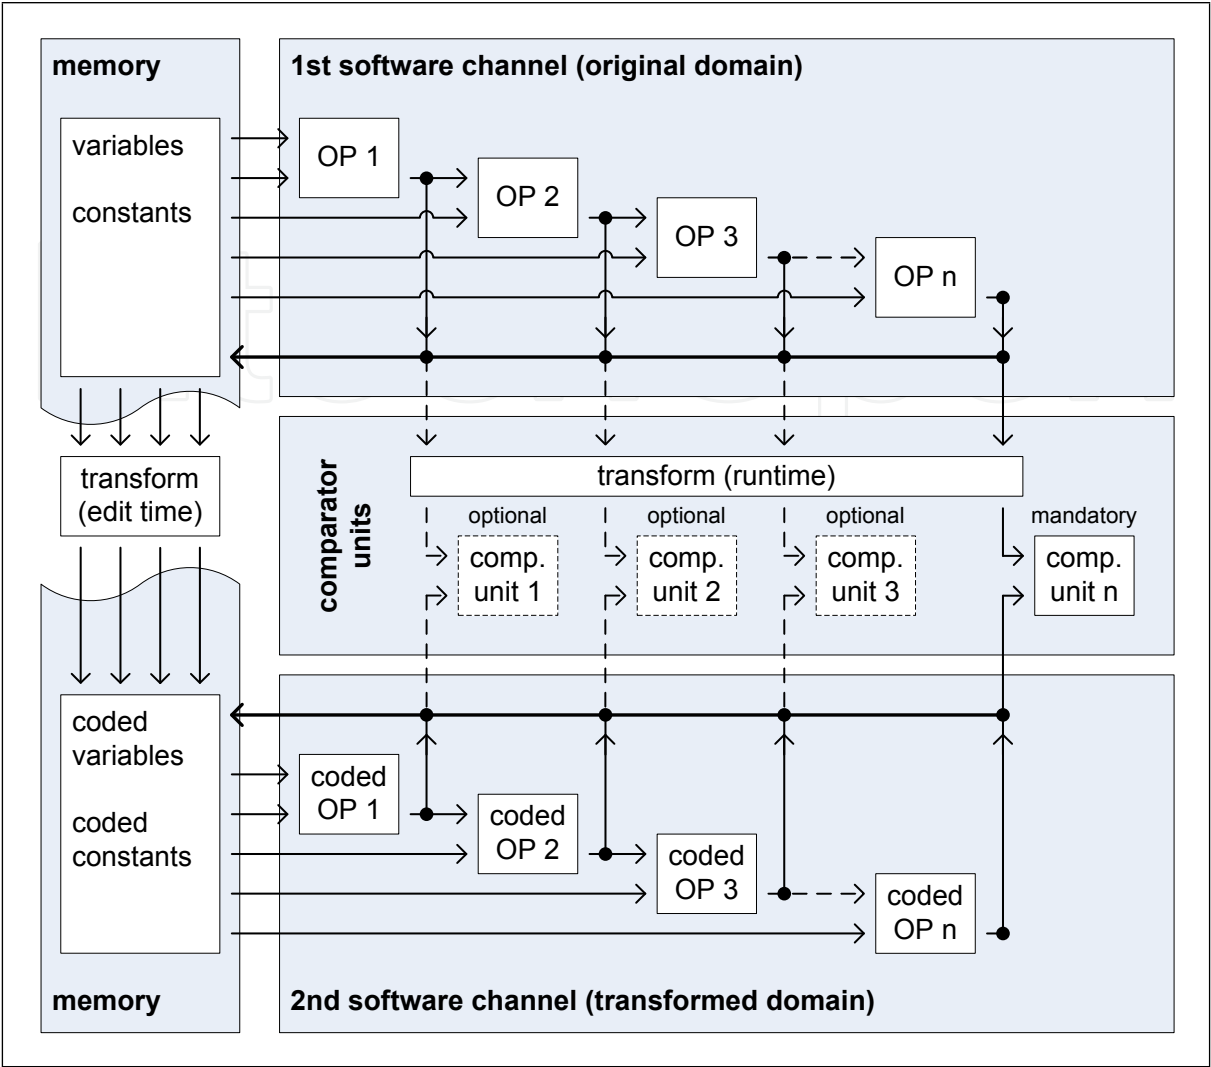 memory
1st software channel (original domain)
variables
constants
OP 1
OP 2
OP 3
OP n
transform
(edit time)
comparator
units
transform (runtime)
optional
optional
optional
mandatory
comp.
unit 1
comp.
unit 2
comp.
unit 3
comp.
unit n
coded
variables
coded
constants
coded
OP 1
coded
OP 2
coded
OP 3
coded
OP n
memory
2nd software channel (transformed domain)